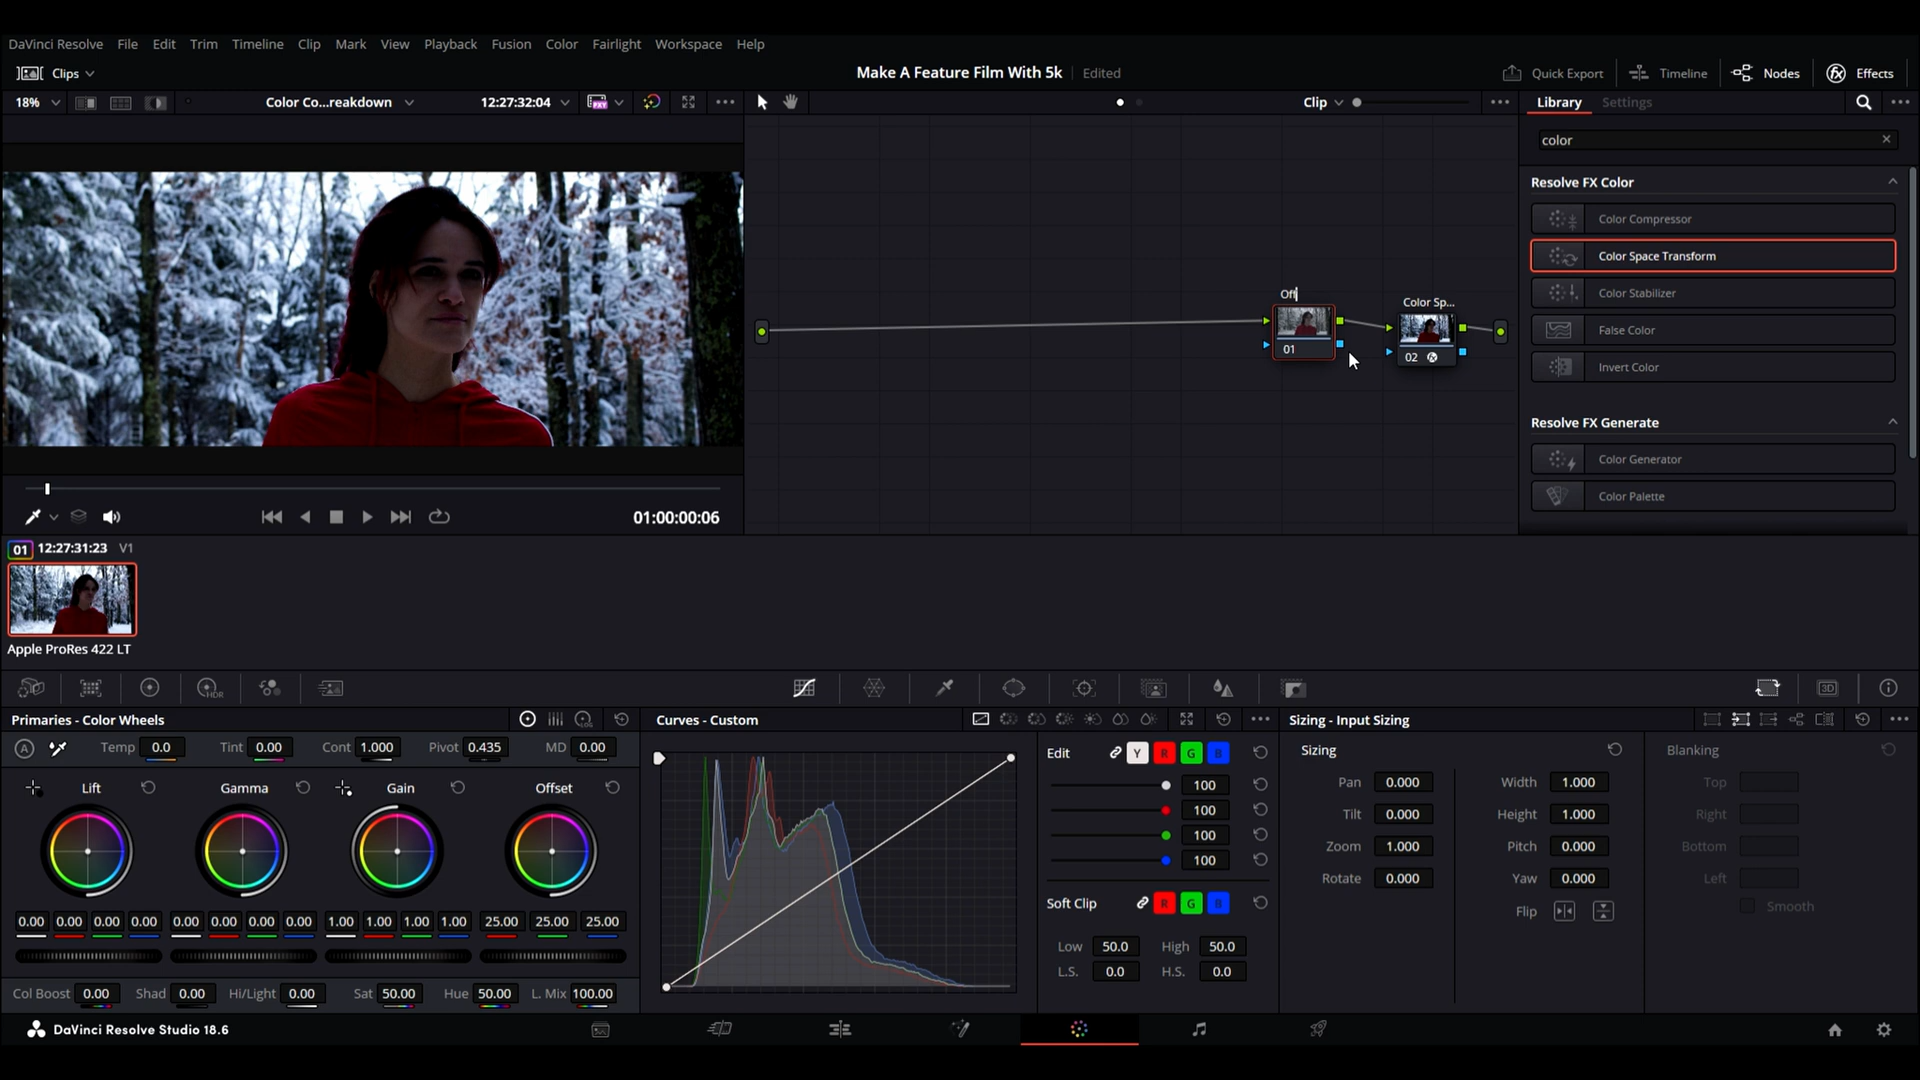 DaVinci Resolve File Edit Trim Timeline Clip Mark View Playback Fusion Color Fairlight Workspace Help
Clips Make A Feature Film With 5k Edited Quick Export Timeline Nodes Effects
18% Color Co...reakdown 12:27:32:04 Clip Library Settings
color
Resolve FX Color
Color Compressor
Color Space Transform
Color Stabilizer
False Color
Invert Color
Resolve FX Generate
Color Generator
Color Palette
Off
01
Color Sp...
02
01:00:00:06
01 12:27:31:23 V1
Apple ProRes 422 LT
HDR
3D
Primaries - Color Wheels
A Temp 0.0 Tint 0.00 Cont 1.000 Pivot 0.435 MD 0.00
Lift Gamma Gain Offset
0.00 0.00 0.00 0.00 0.00 0.00 0.00 0.00 1.00 1.00 1.00 1.00 25.00 25.00 25.00
Col Boost 0.00 Shad 0.00 Hi/Light 0.00 Sat 50.00 Hue 50.00 L. Mix 100.00
Curves - Custom
Edit Y R G B
100
100
100
100
Soft Clip R G B
Low 50.0 High 50.0
L.S. 0.0 H.S. 0.0
Sizing - Input Sizing
Sizing
Pan 0.000 Width 1.000
Tilt 0.000 Height 1.000
Zoom 1.000 Pitch 0.000
Rotate 0.000 Yaw 0.000
Flip
Blanking
Top
Right
Bottom
Left
Smooth
DaVinci Resolve Studio 18.6